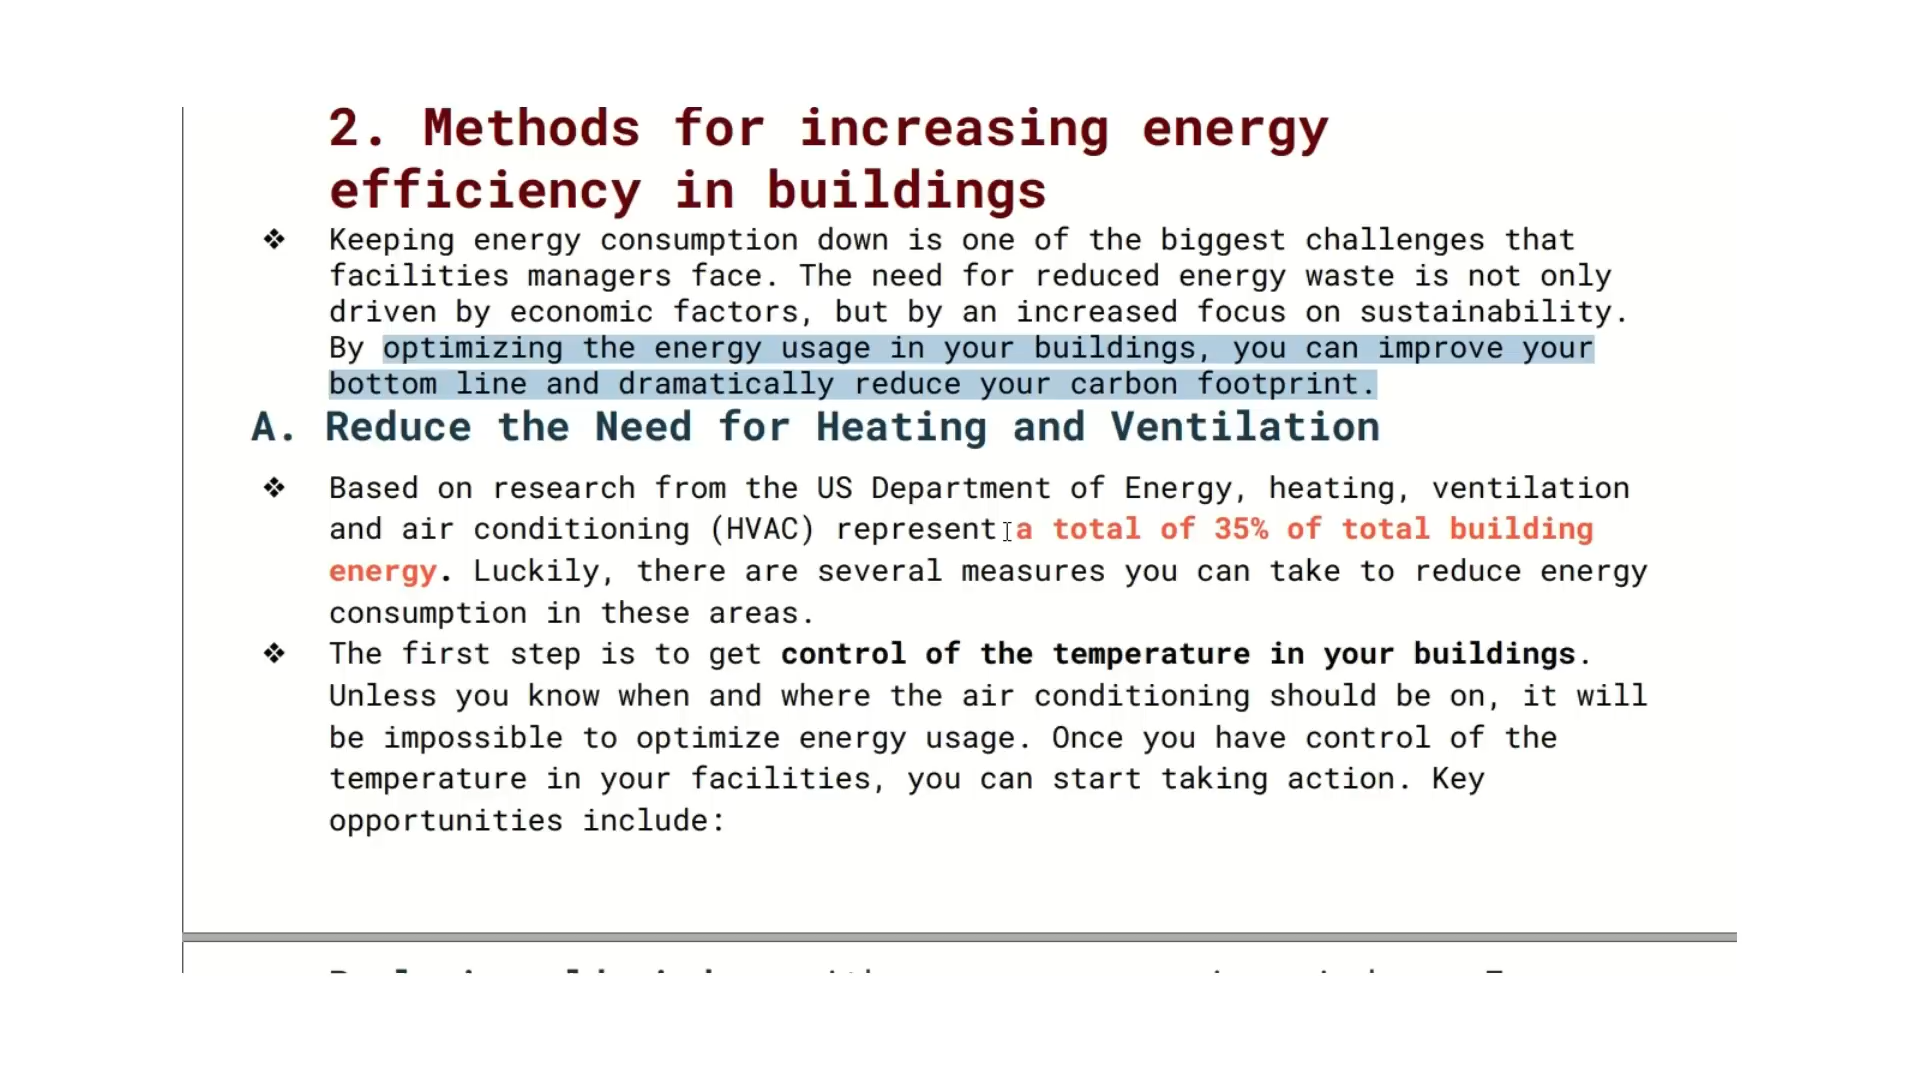 2. Methods for increasing energy
efficiency in buildings
❖ Keeping energy consumption down is one of the biggest challenges that
facilities managers face. The need for reduced energy waste is not only
driven by economic factors, but by an increased focus on sustainability.
By optimizing the energy usage in your buildings, you can improve your
bottom line and dramatically reduce your carbon footprint.
A. Reduce the Need for Heating and Ventilation
❖ Based on research from the US Department of Energy, heating, ventilation
and air conditioning (HVAC) represent a total of 35% of total building
energy. Luckily, there are several measures you can take to reduce energy
consumption in these areas.
❖ The first step is to get control of the temperature in your buildings.
Unless you know when and where the air conditioning should be on, it will
be impossible to optimize energy usage. Once you have control of the
temperature in your facilities, you can start taking action. Key
opportunities include: